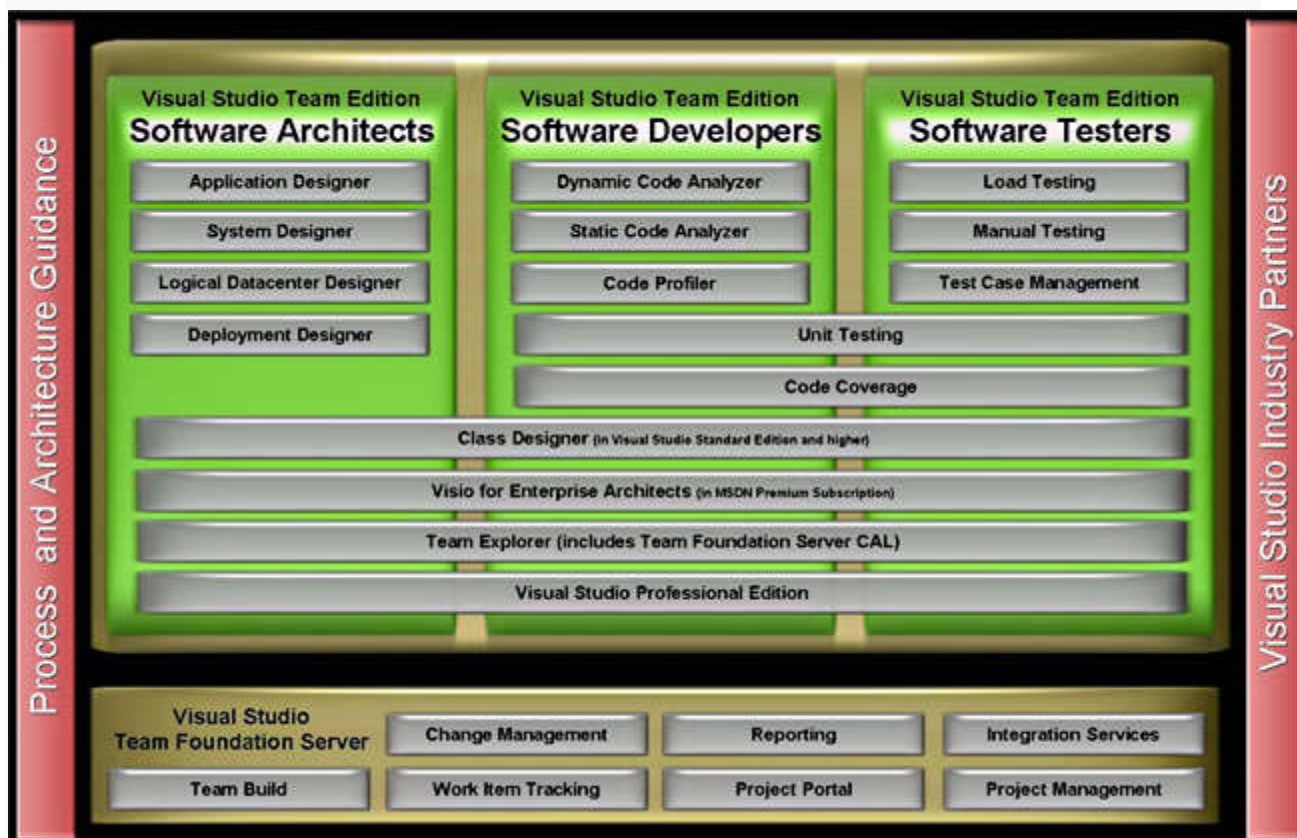 Process and Architecture Guidance
Visual Studio Team Edition
Software Architects
Application Designer
System Designer
Logical Datacenter Designer
Deployment Designer
Visual Studio Team Edition
Software Developers
Dynamic Code Analyzer
Static Code Analyzer
Code Profiler
Visual Studio Team Edition
Software Testers
Load Testing
Manual Testing
Test Case Management
Unit Testing
Code Coverage
Class Designer (in Visual Studio Standard Edition and higher)
Visio for Enterprise Architects (in MSDN Premium Subscription)
Team Explorer (includes Team Foundation Server CAL)
Visual Studio Professional Edition
Visual Studio
Team Foundation Server
Change Management
Reporting
Integration Services
Team Build
Work Item Tracking
Project Portal
Project Management
Visual Studio Industry Partners